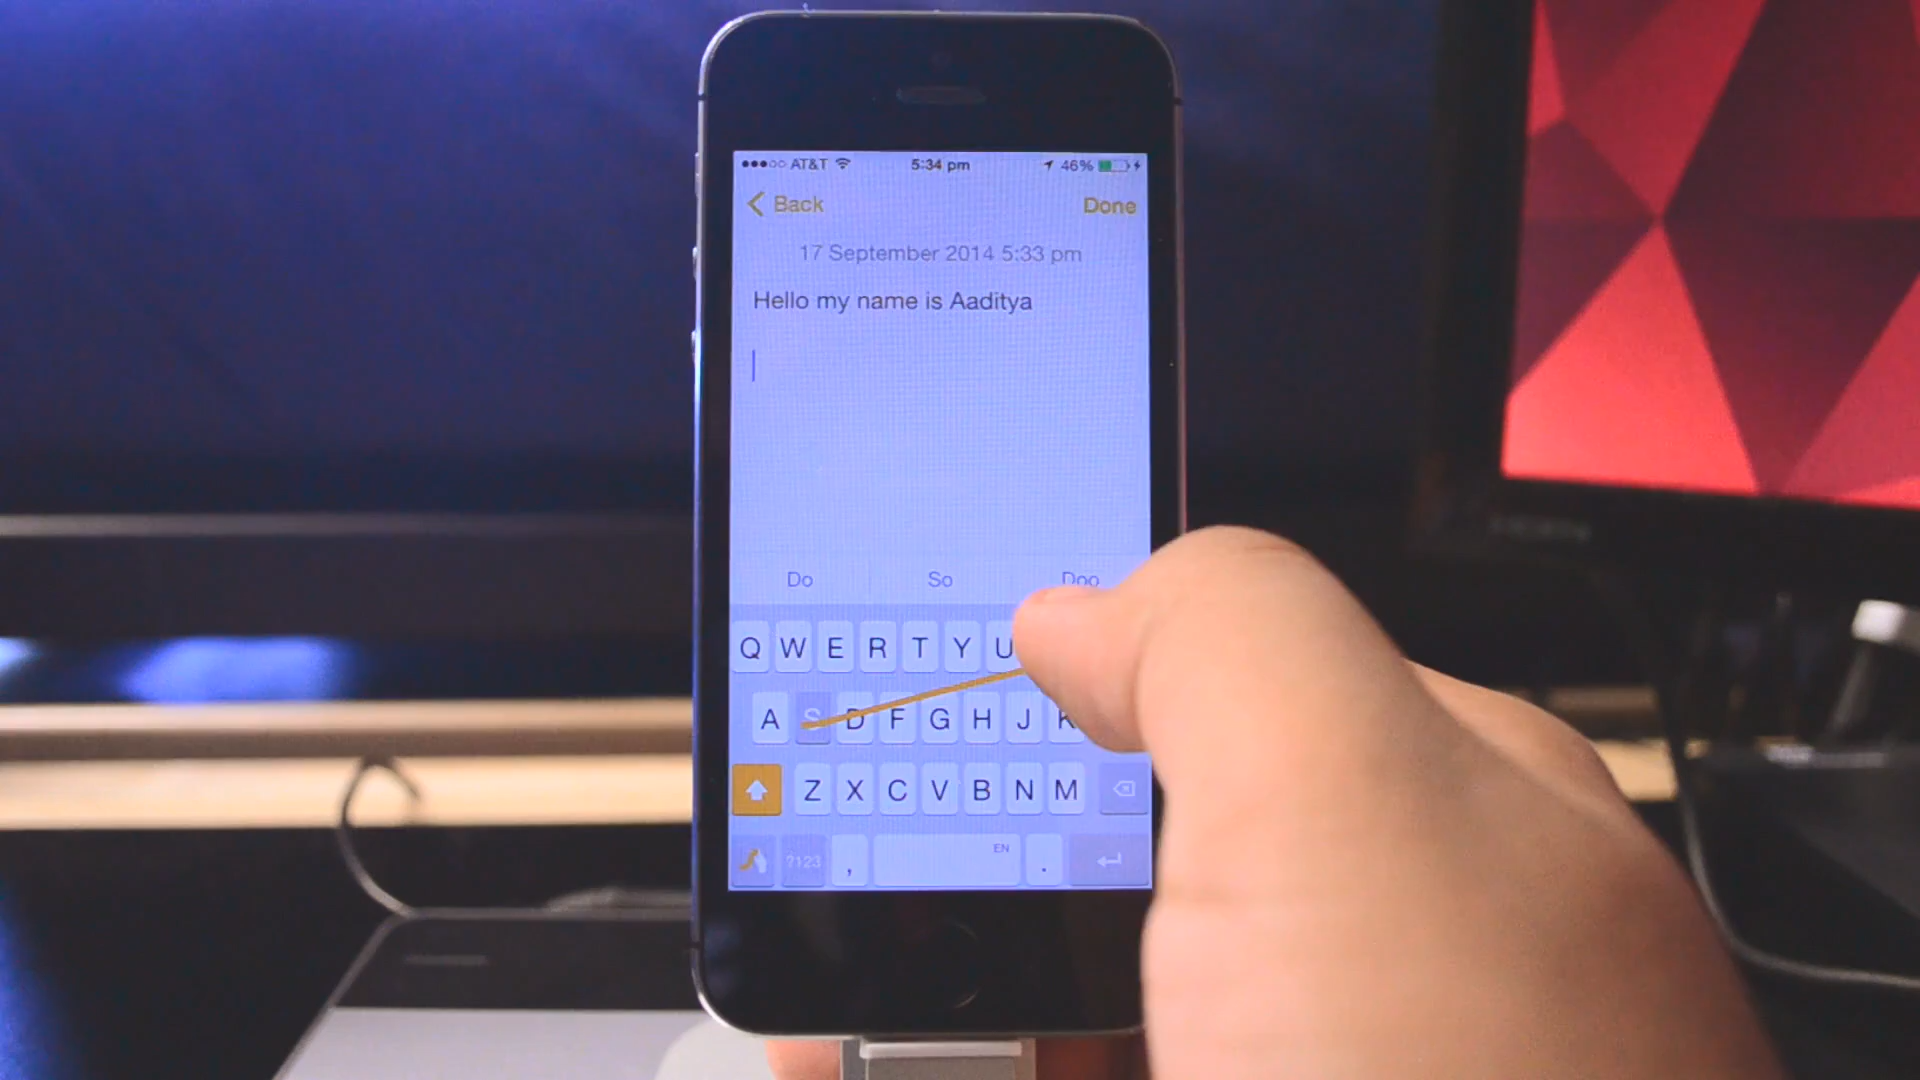 AT&T 5:34 pm 46%
Back Done
17 September 2014 5:33 pm
Hello my name is Aaditya
Do So Doo
Q W E R T Y U
A S D F G H J K
Z X C V B N M
?123 , EN .